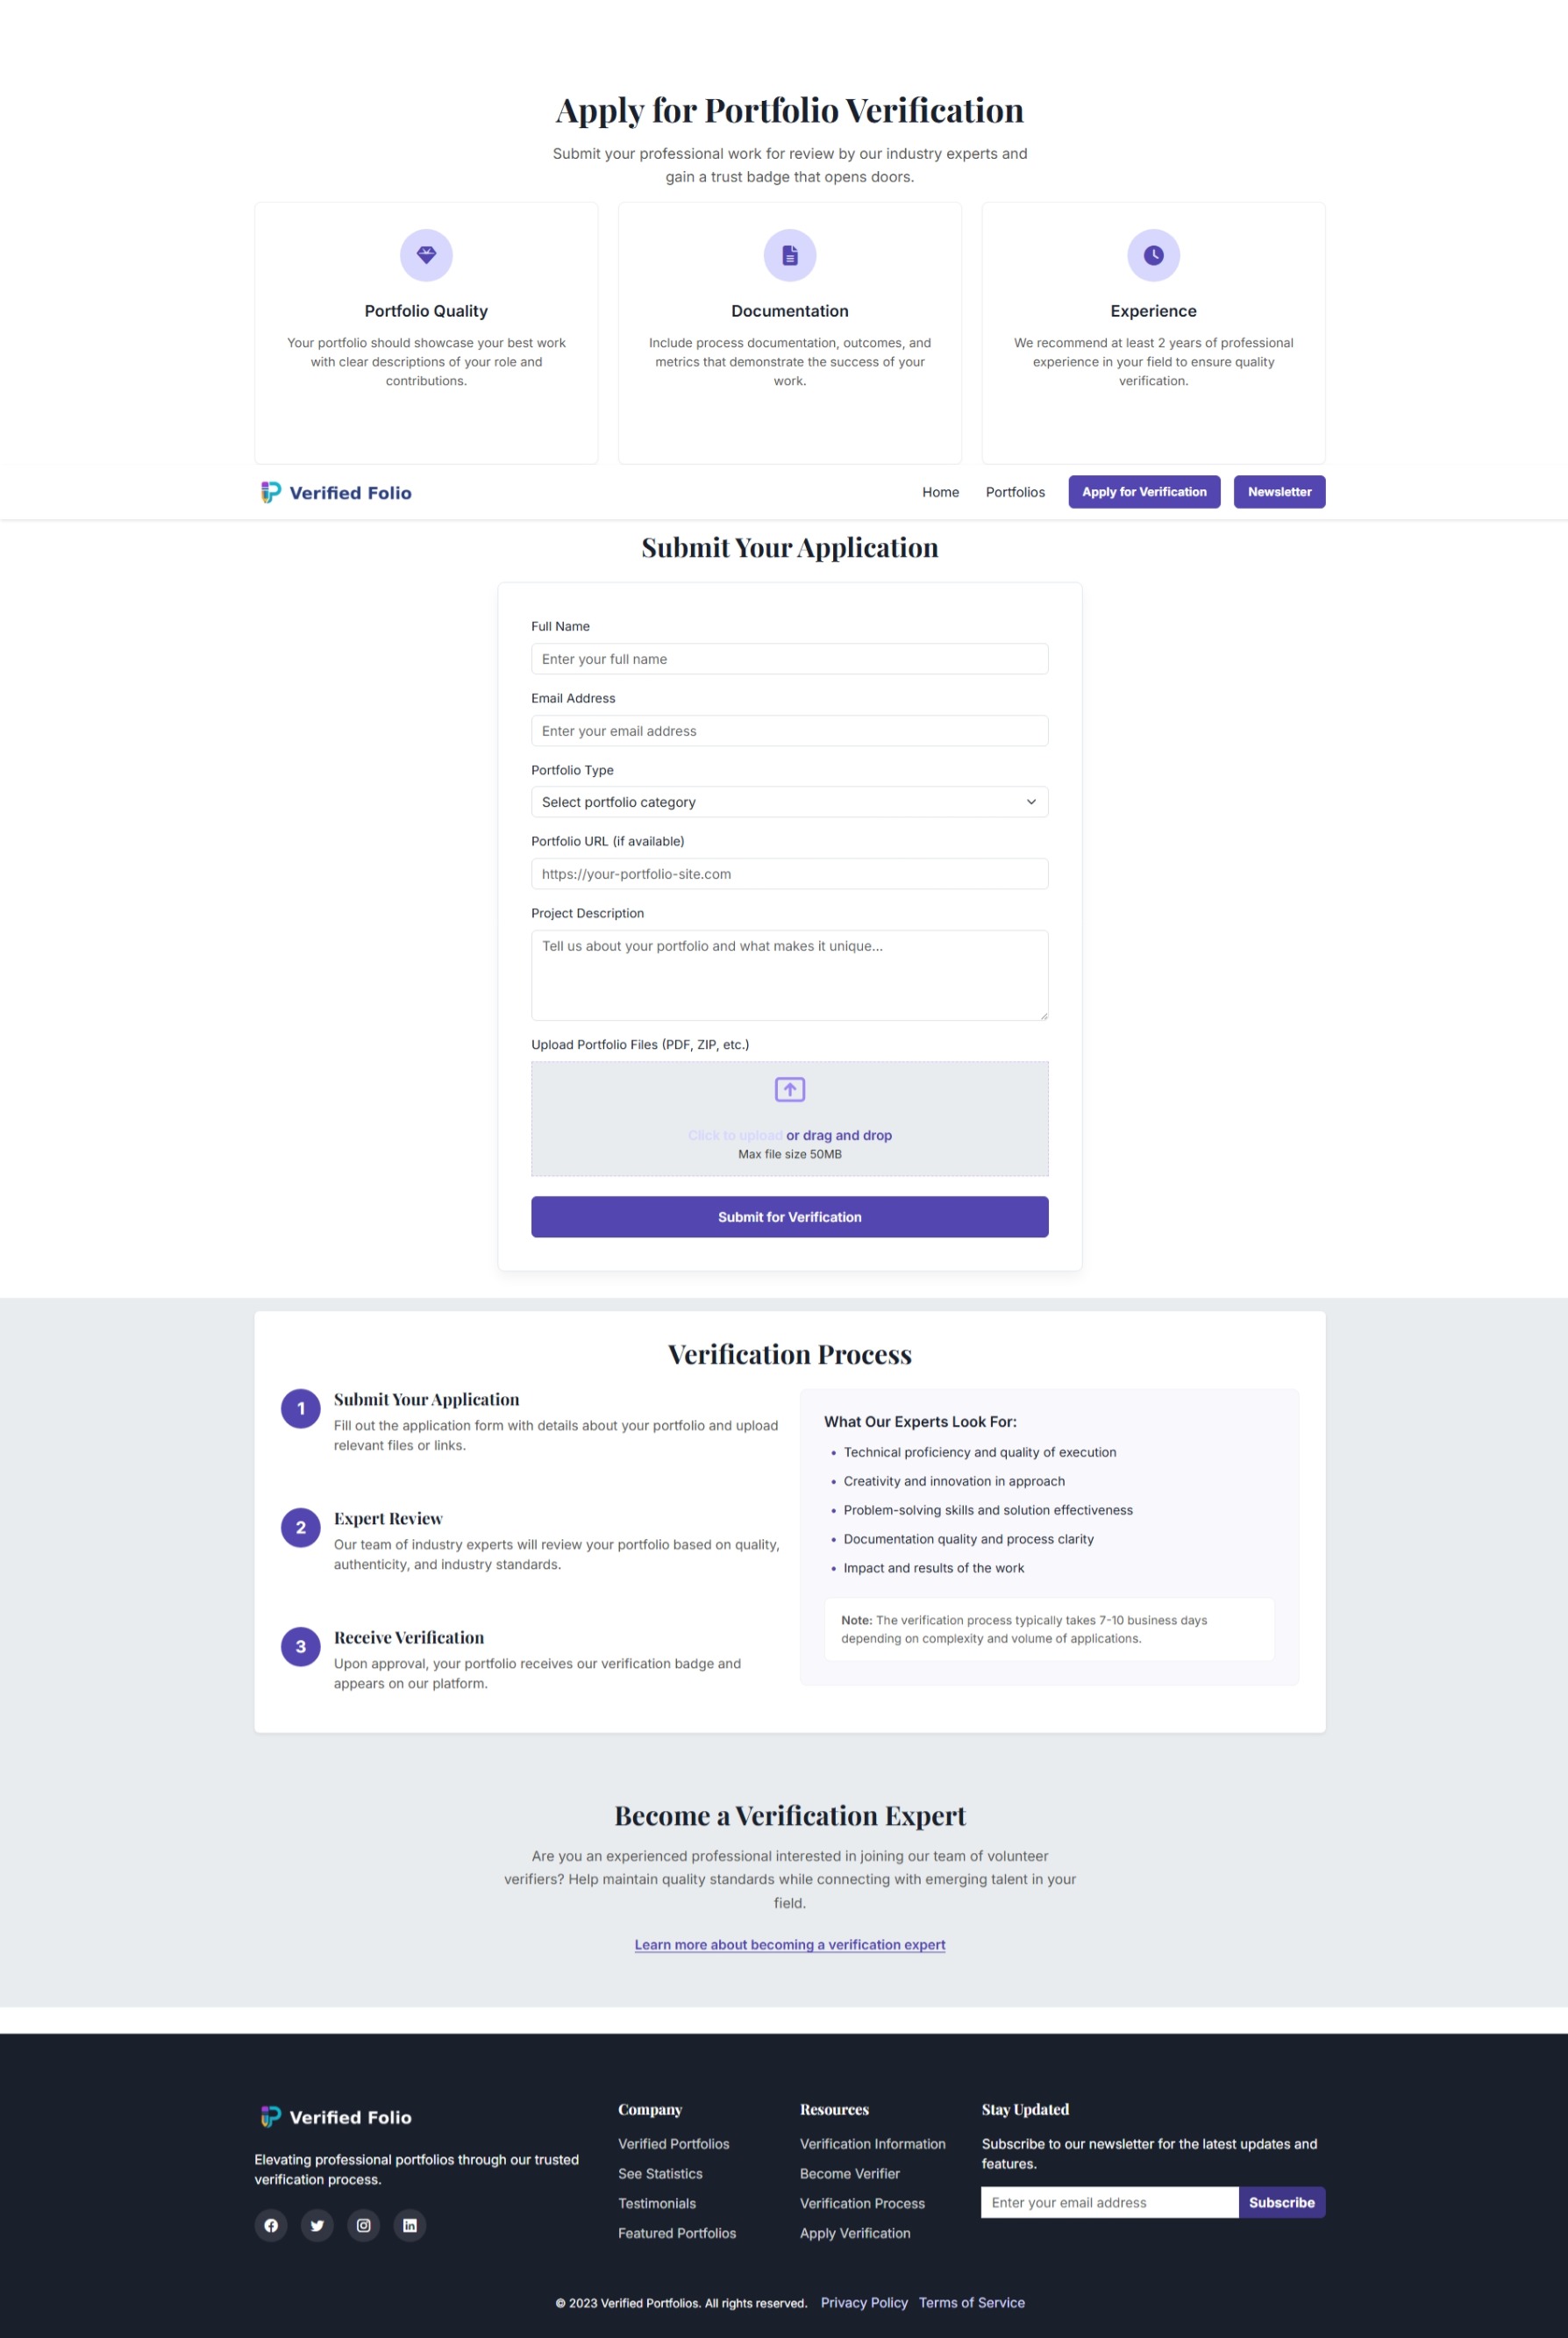 Apply for Portfolio Verification
Submit your professional work for review by our industry experts and
gain a trust badge that opens doors.
Portfolio Quality
Your portfolio should showcase your best work
with clear descriptions of your role and
contributions.
Documentation
Include process documentation, outcomes, and
metrics that demonstrate the success of your
work.
Experience
We recommend at least 2 years of professional
experience in your field to ensure quality
verification.
Verified Folio
Home
Portfolios
Apply for Verification
Newsletter
Submit Your Application
Full Name
Enter your full name
Email Address
Enter your email address
Portfolio Type
Select portfolio category
Portfolio URL (if available)
https://your-portfolio-site.com
Project Description
Tell us about your portfolio and what makes it unique...
Upload Portfolio Files (PDF, ZIP, etc.)
Click to upload or drag and drop
Max file size 50MB
Submit for Verification
Verification Process
1
Submit Your Application
Fill out the application form with details about your portfolio and upload
relevant files or links.
2
Expert Review
Our team of industry experts will review your portfolio based on quality,
authenticity, and industry standards.
3
Receive Verification
Upon approval, your portfolio receives our verification badge and
appears on our platform.
What Our Experts Look For:
• Technical proficiency and quality of execution
• Creativity and innovation in approach
• Problem-solving skills and solution effectiveness
• Documentation quality and process clarity
• Impact and results of the work
Note: The verification process typically takes 7-10 business days
depending on complexity and volume of applications.
Become a Verification Expert
Are you an experienced professional interested in joining our team of volunteer
verifiers? Help maintain quality standards while connecting with emerging talent in your
field.
Learn more about becoming a verification expert
Verified Folio
Elevating professional portfolios through our trusted
verification process.
Company
Verified Portfolios
See Statistics
Testimonials
Featured Portfolios
Resources
Verification Information
Become Verifier
Verification Process
Apply Verification
Stay Updated
Subscribe to our newsletter for the latest updates and
features.
Enter your email address
Subscribe
© 2023 Verified Portfolios. All rights reserved. Privacy Policy Terms of Service